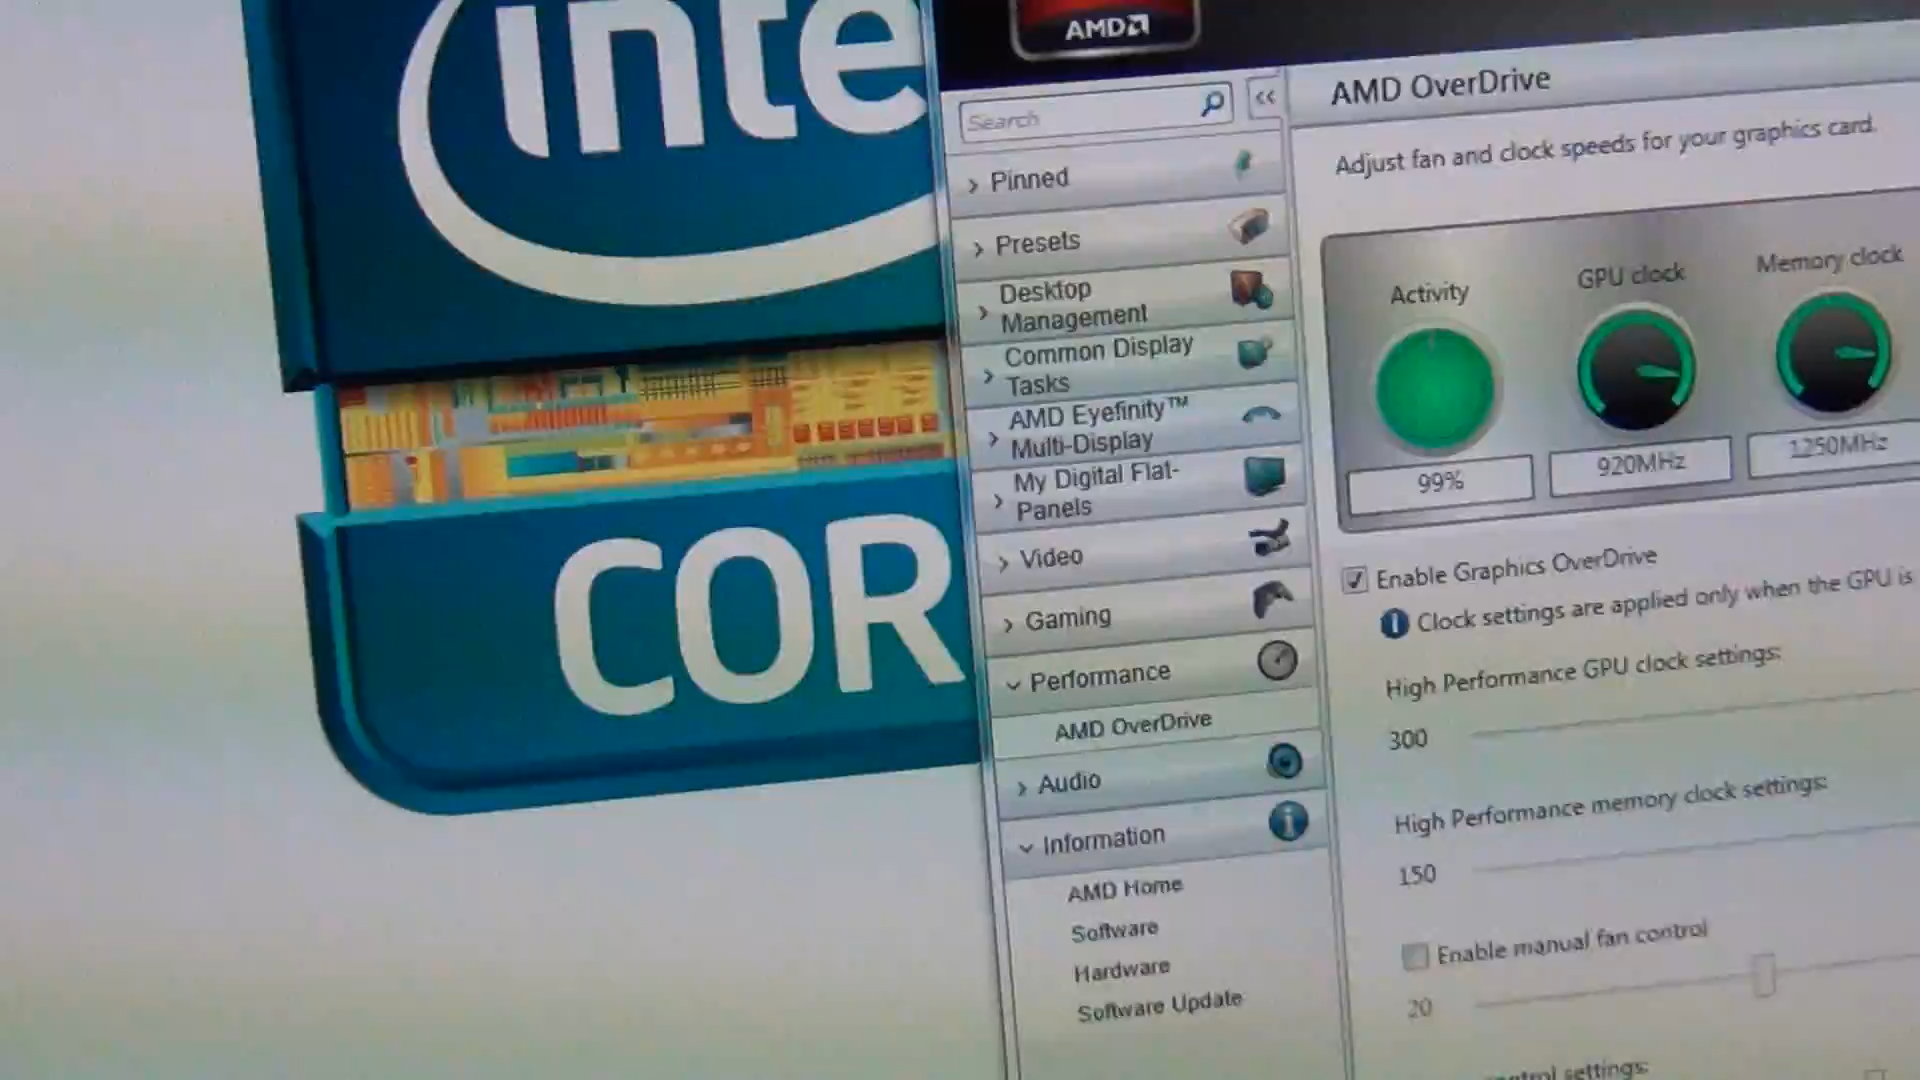 inte
COR
AMD
Search
<<
Pinned
Presets
Desktop
Management
Common Display
Tasks
AMD Eyefinity™
Multi-Display
My Digital Flat-
Panels
Video
Gaming
Performance
AMD OverDrive
Audio
Information
AMD Home
Software
Hardware
Software Update
AMD OverDrive
Adjust fan and clock speeds for your graphics card.
Activity
GPU clock
Memory clock
99%
920MHz
1250MHz
Enable Graphics OverDrive
Clock settings are applied only when the GPU is
High Performance GPU clock settings:
300
High Performance memory clock settings:
150
Enable manual fan control
20
settings: